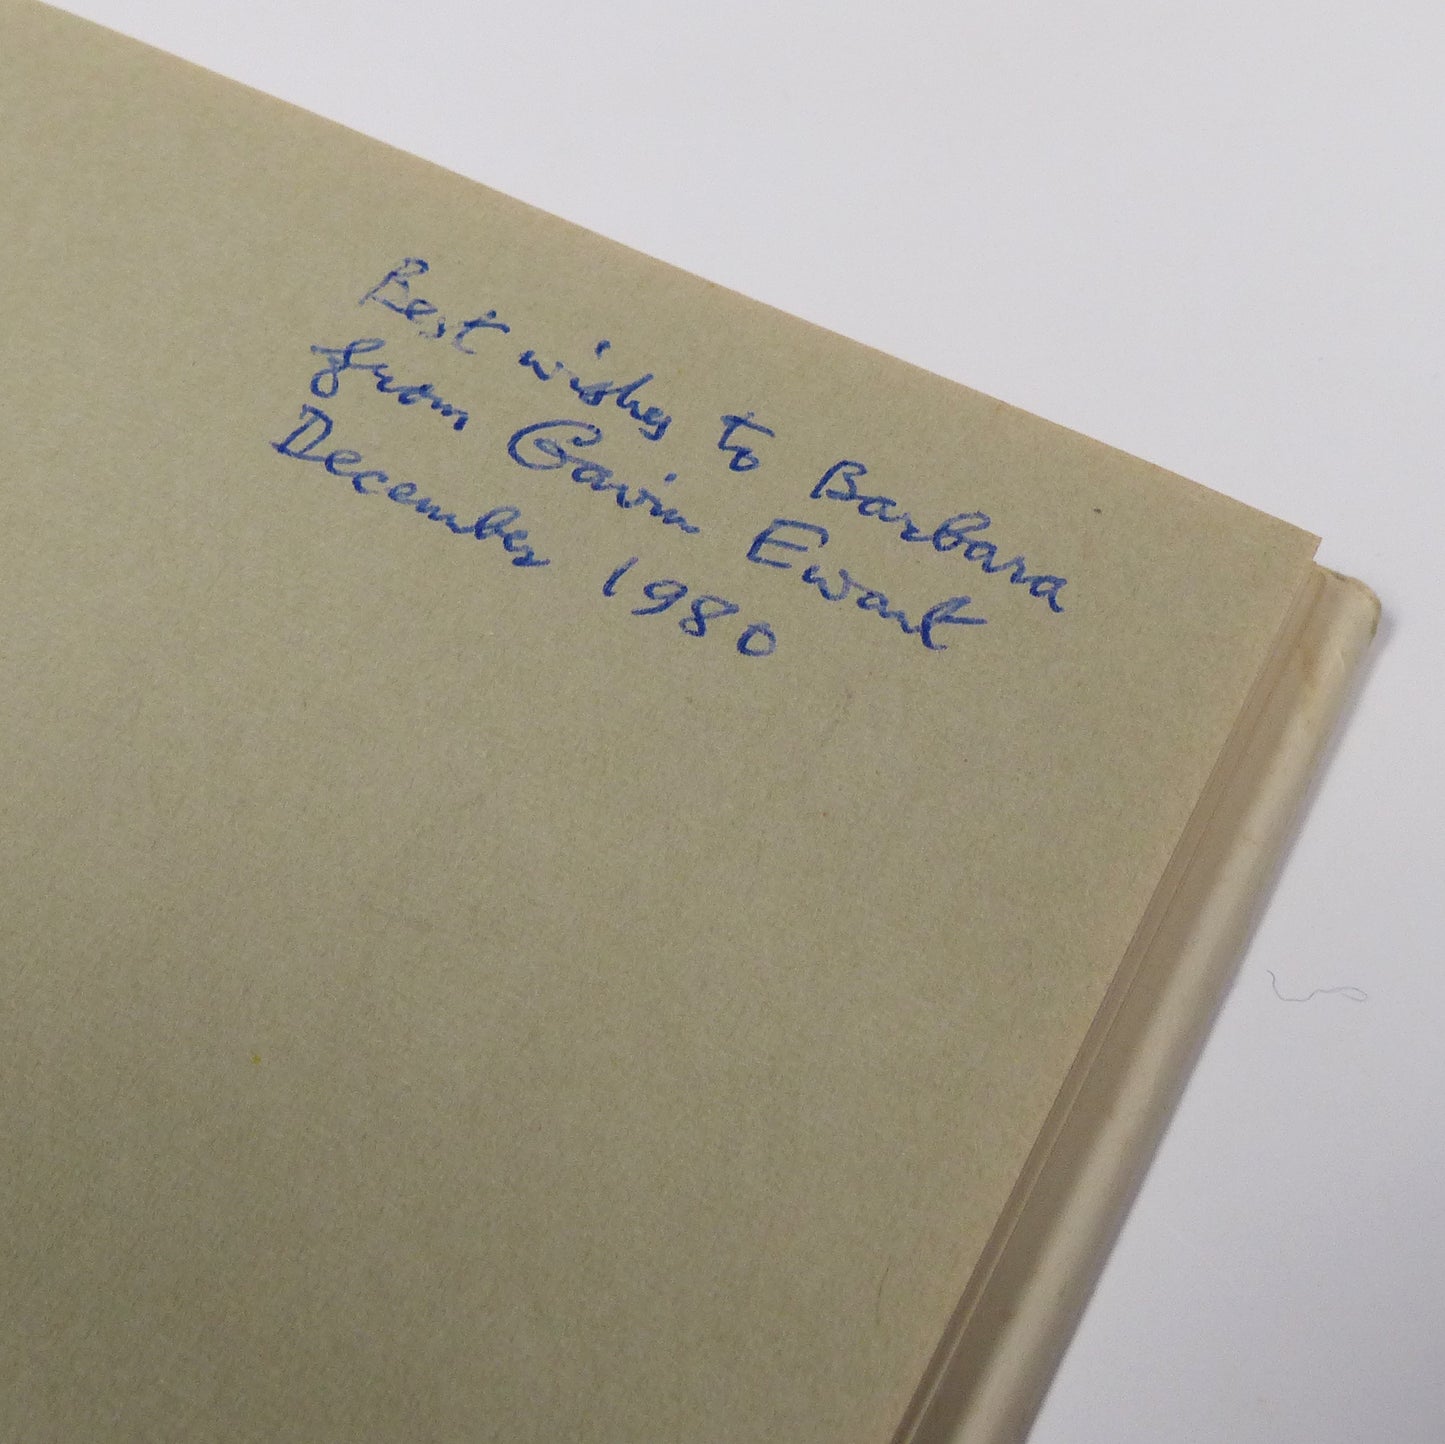 Best wishes to Barbara
from Gavin Ewart
December 1980